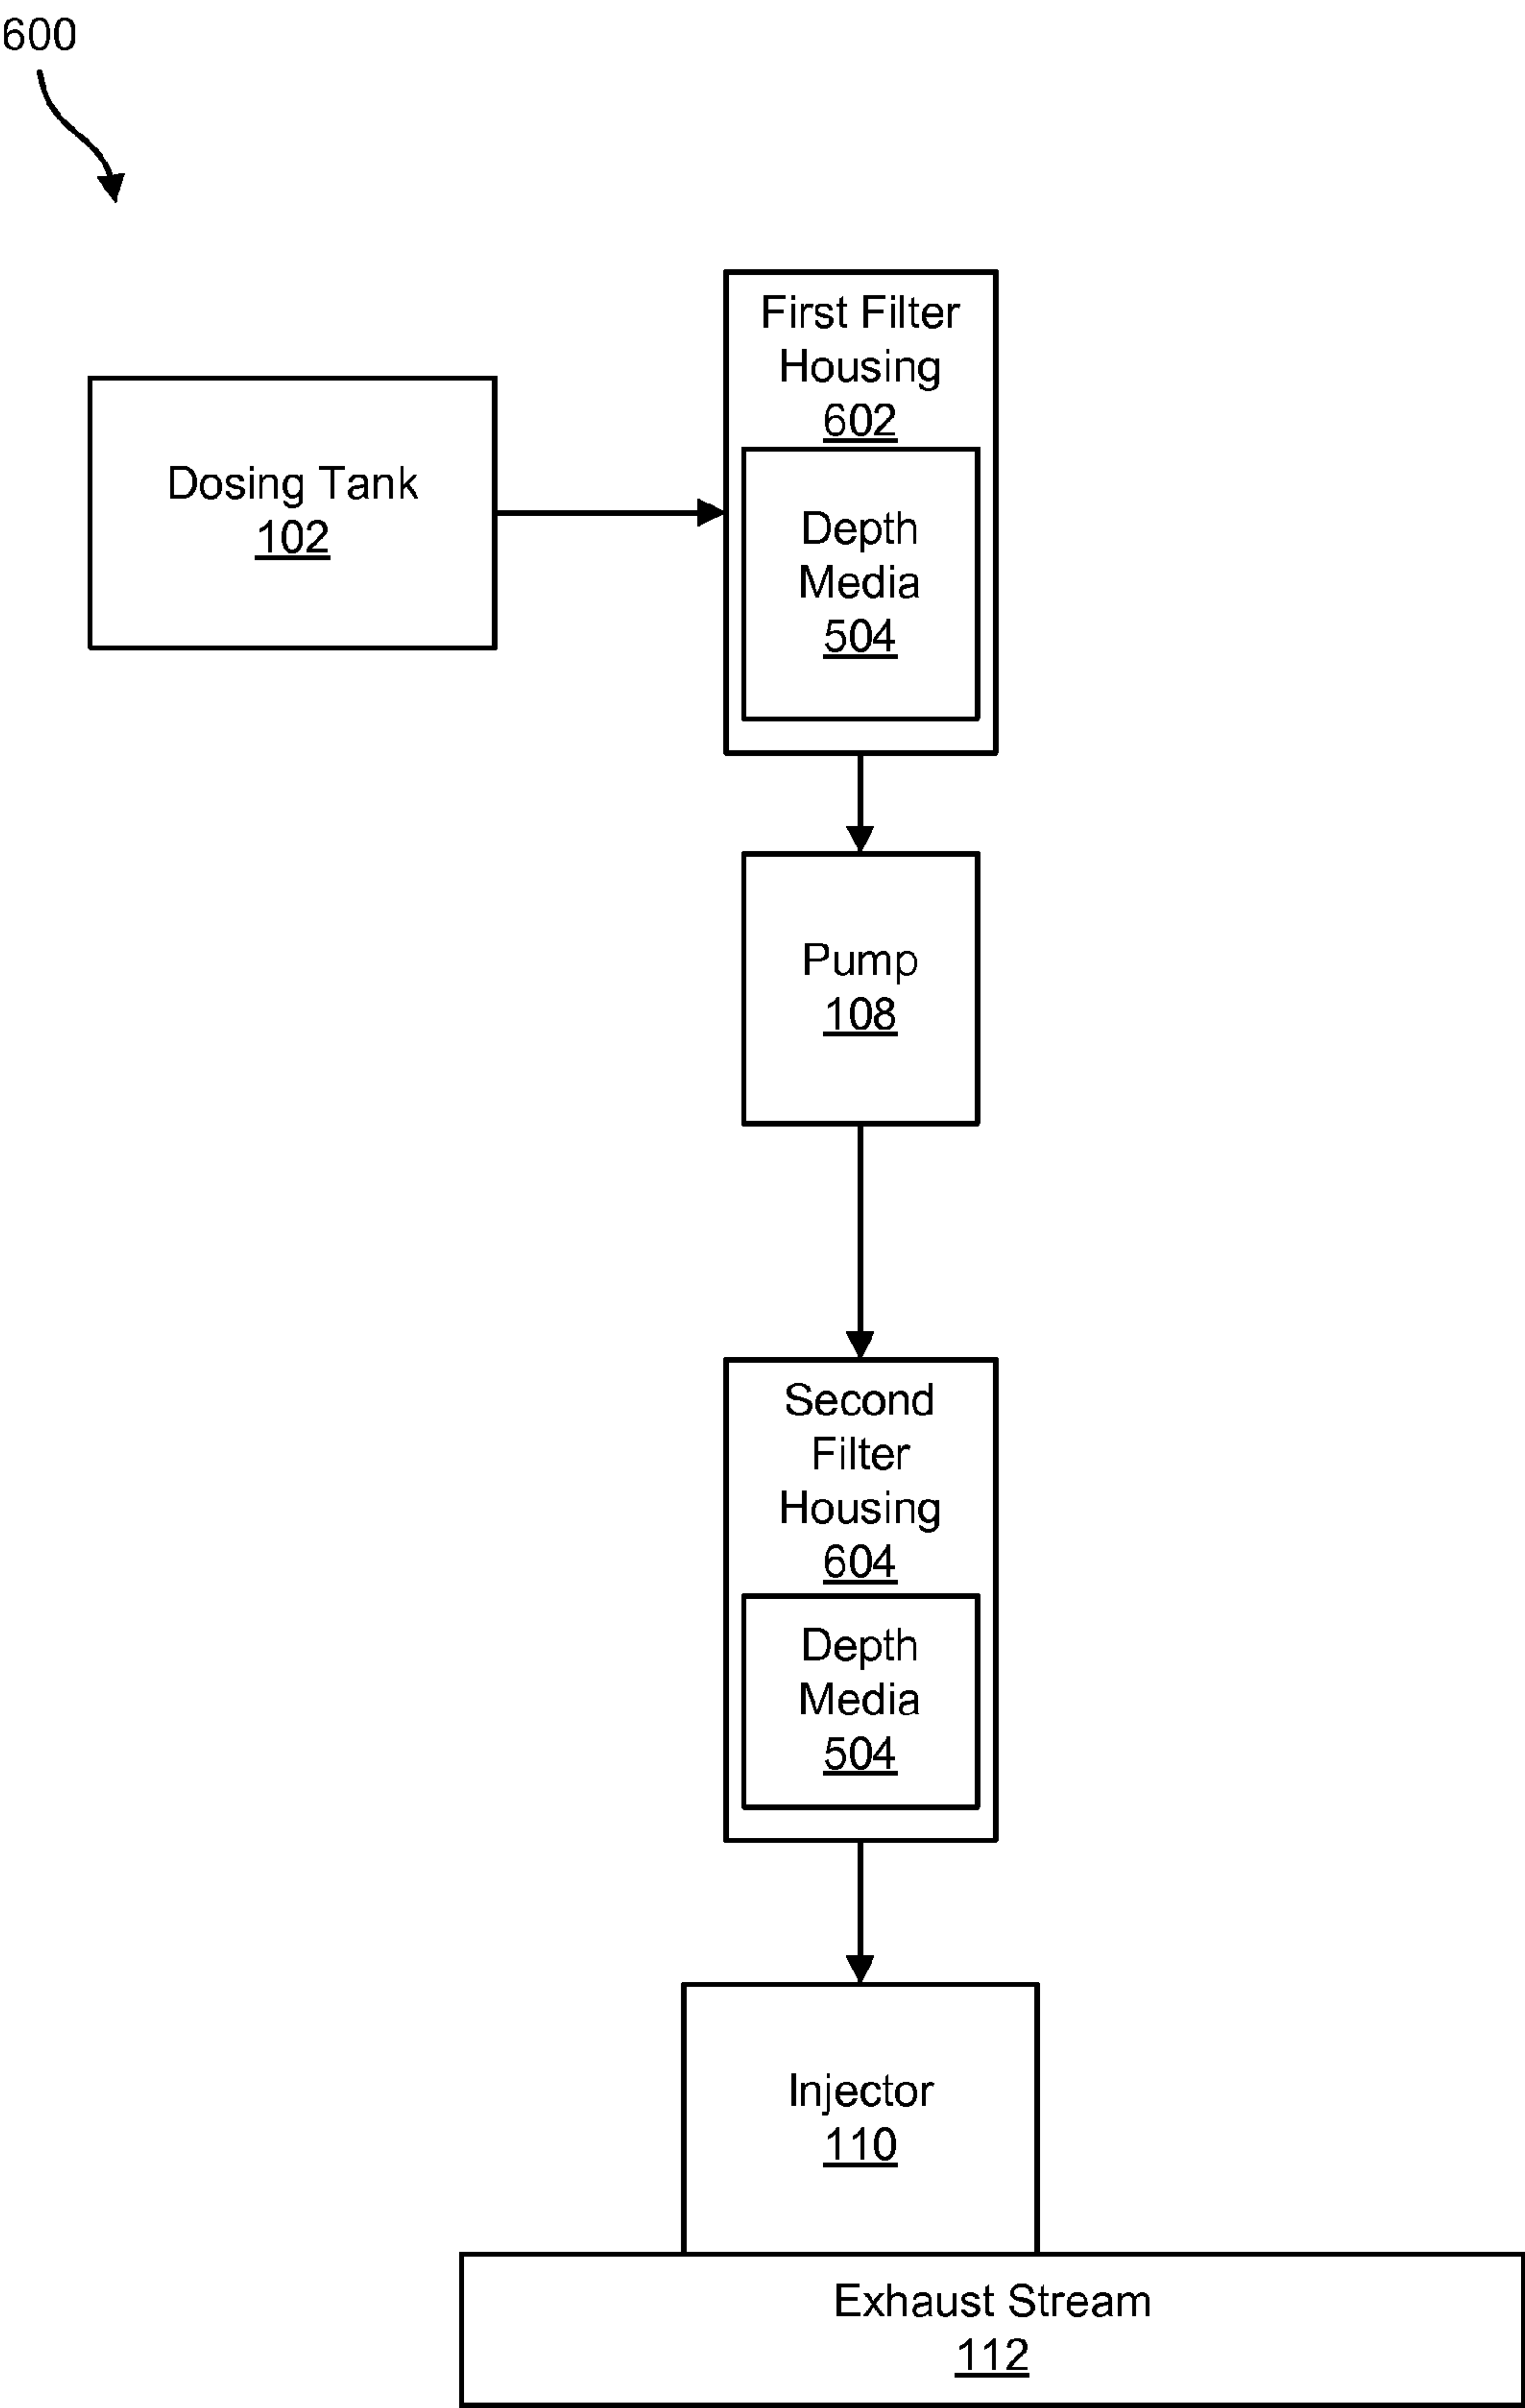 600
First Filter
Housing
602
Dosing Tank
102
Depth
Media
504
Pump
108
Second
Filter
Housing
604
Depth
Media
504
Injector
110
Exhaust Stream
112